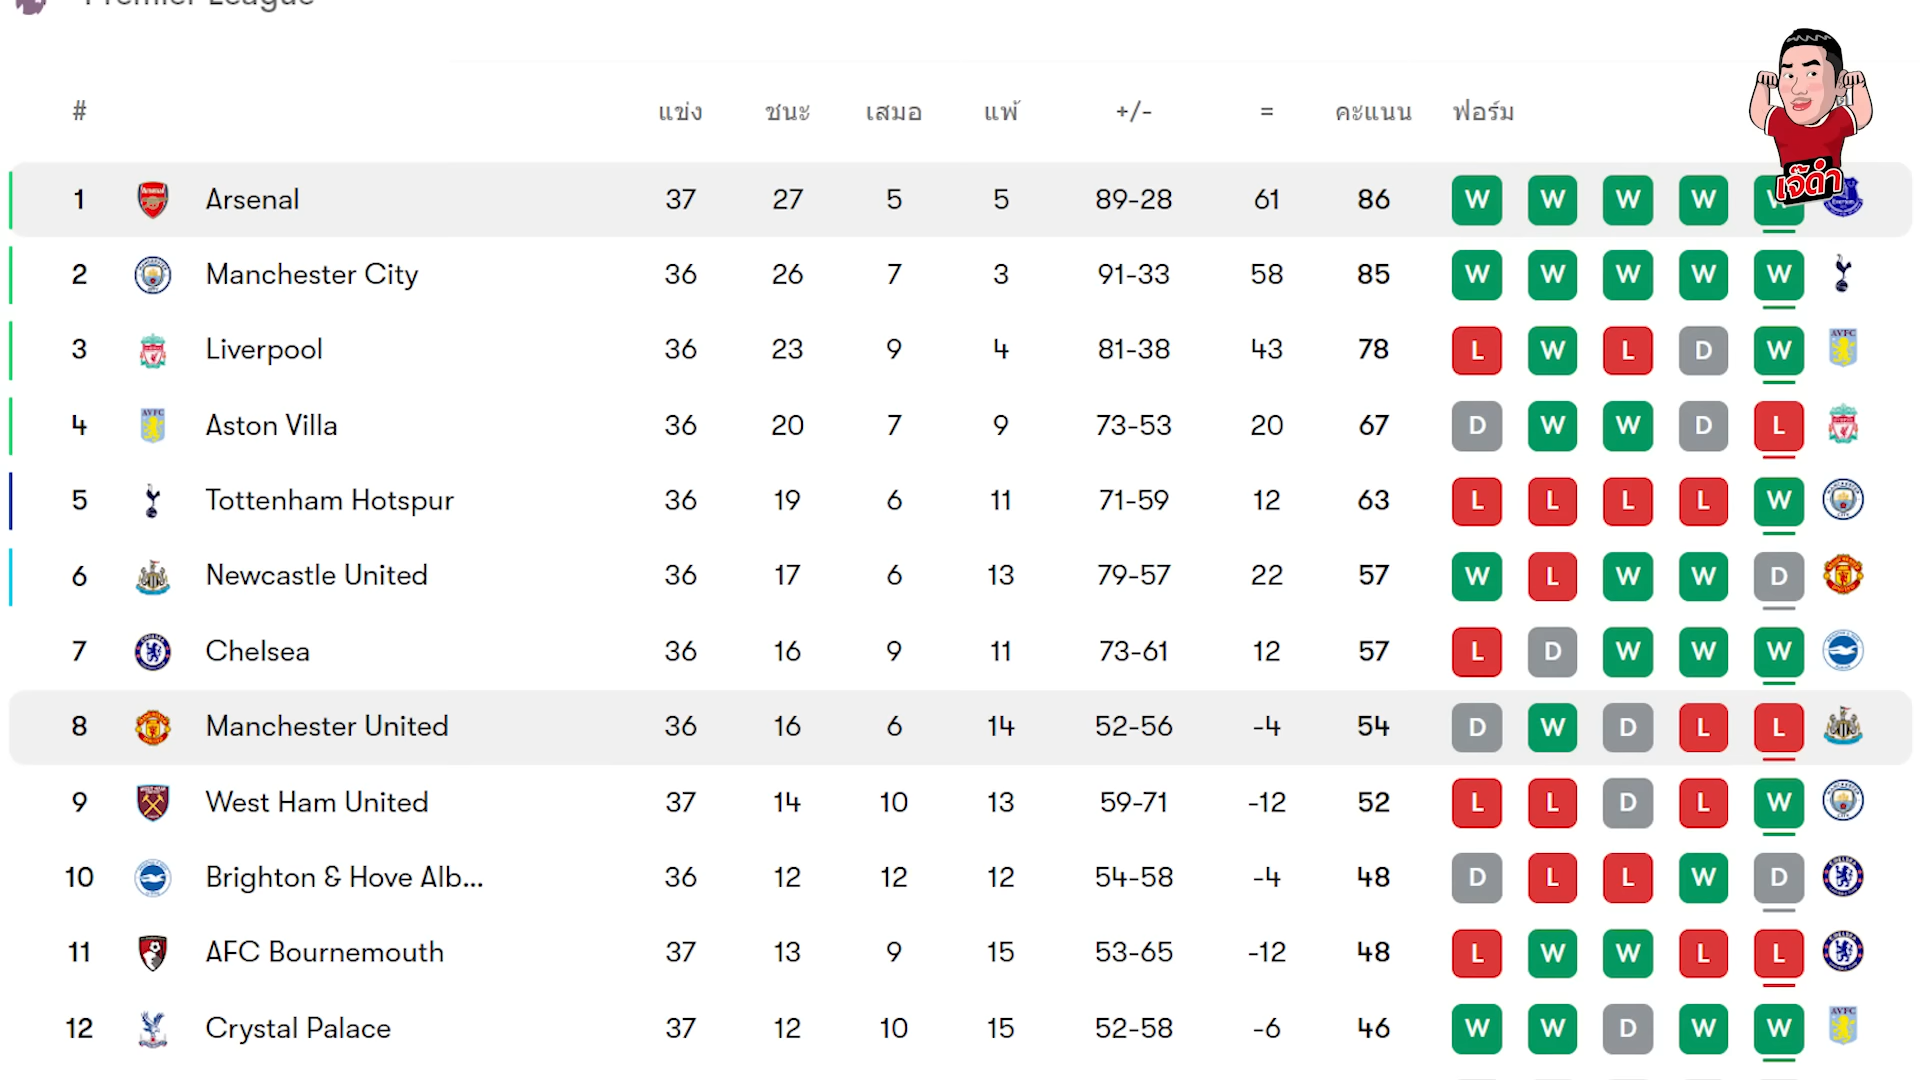 Premier League
# แข่ง ชนะ เสมอ แพ้ +/- = คะแนน ฟอร์ม
1 Arsenal 37 27 5 5 89-28 61 86 W W W W W
เจ๊ดำ
2 Manchester City 36 26 7 3 91-33 58 85 W W W W W
3 Liverpool 36 23 9 4 81-38 43 78 L W L D W
4 Aston Villa 36 20 7 9 73-53 20 67 D W W D L
5 Tottenham Hotspur 36 19 6 11 71-59 12 63 L L L L W
6 Newcastle United 36 17 6 13 79-57 22 57 W L W W D
7 Chelsea 36 16 9 11 73-61 12 57 L D W W W
8 Manchester United 36 16 6 14 52-56 -4 54 D W D L L
9 West Ham United 37 14 10 13 59-71 -12 52 L L D L W
10 Brighton & Hove Alb... 36 12 12 12 54-58 -4 48 D L L W D
11 AFC Bournemouth 37 13 9 15 53-65 -12 48 L W W L L
12 Crystal Palace 37 12 10 15 52-58 -6 46 W W D W W